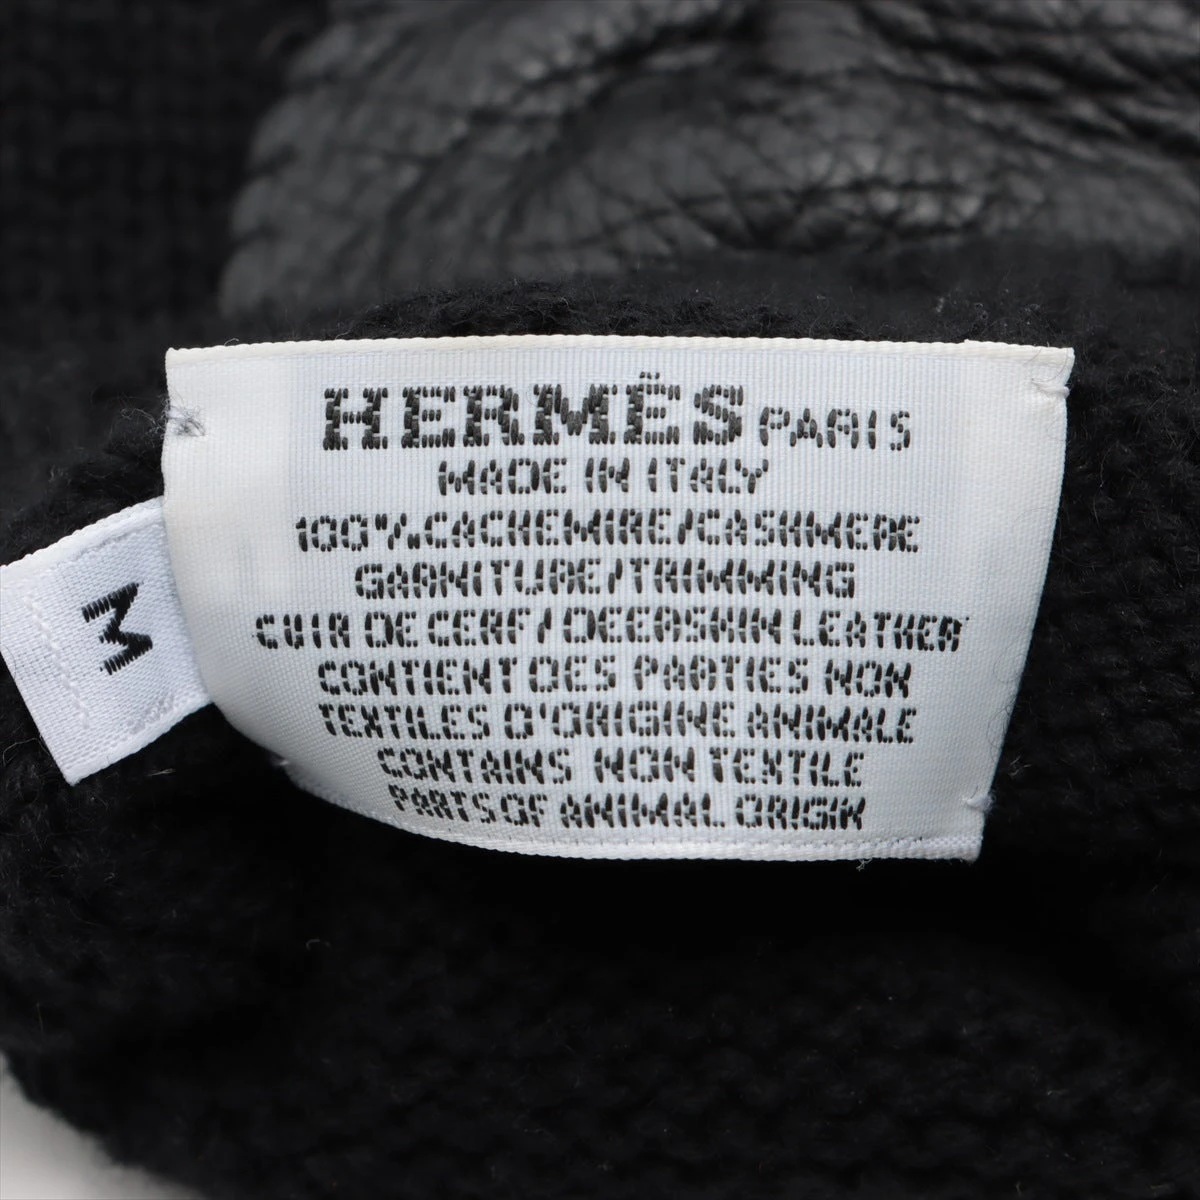 HERMÈS PARIS
MADE IN ITALY
100% CACHEMIRE/CASHMERE
GARNITURE/TRIMMING
CUIR DE CERF/DEERSKIN LEATHER
CONTIENT DES PARTIES NON
TEXTILES D'ORIGINE ANIMALE
CONTAINS NON TEXTILE
PARTS OF ANIMAL ORIGIN
M